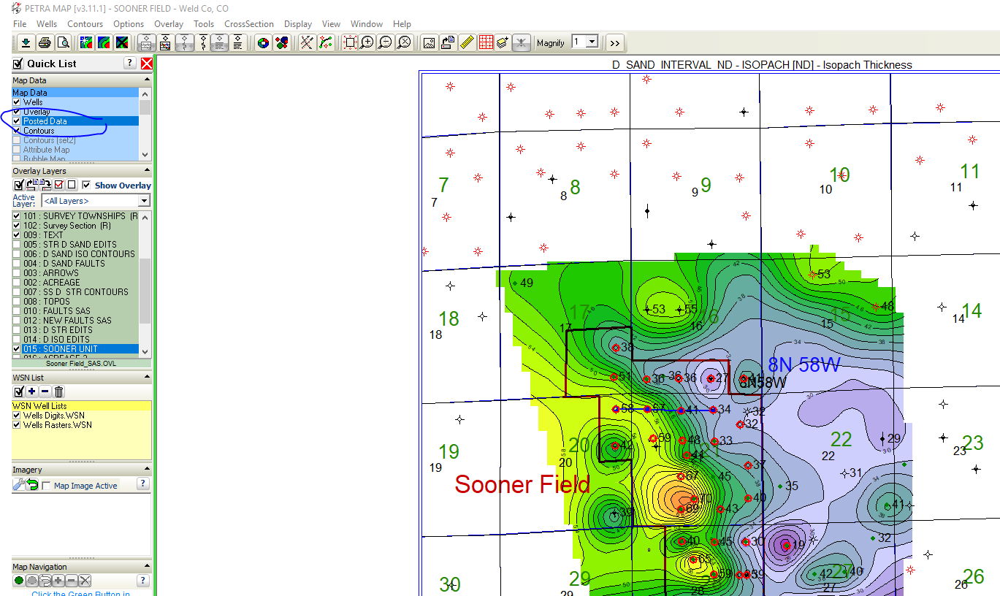 PETRA MAP [v3.11.1] - SOONER FIELD - Weld Co, CO
File Wells Contours Options Overlay Tools CrossSection Display View Window Help
Magnify 1 >>
Quick List ?
D SAND INTERVAL ND - ISOPACH [ND] - Isopach Thickness
Map Data
Map Data
Wells
Overlay
Posted Data
Contours
Contours [set2]
Attribute Map
Bubble Map
Overlay Layers
Show Overlay
Active Layer: <All Layers>
101 : SURVEY TOWNSHIPS (R
102 : Survey Section (R)
009 : TEXT
005 : STR D SAND EDITS
006 : D SAND ISO CONTOURS
004 : D SAND FAULTS
003 : ARROWS
002 : ACREAGE
007 : SS D STR CONTOURS
008 : TOPOS
010 : FAULTS SAS
012 : NEW FAULTS SAS
013 : D STR EDITS
014 : D ISO EDITS
015 : SOONER UNIT
016 : ACREAGE 2
Sooner Field_SAS.OVL
WSN List
WSN Well Lists
Wells Digits.WSN
Wells Rasters.WSN
Imagery
Map Image Active ?
Map Navigation
?
Click the Green Button in
7 8 9 10 11
7 8 9 10 11
49 53 48
18 17 53 55 16 15 14
18 17 16 15 14
38
8N 58W
51 36 36 36 27
8N58W
58 57 41 34 32
32
19 20 42 59 48 33 22 29 23
19 20 41 21 22 23
37
Sooner Field
67 45 35 31
70 40 41
39 69 43
40 45 30 19 32
65
30 29 59 39 42 40 27 26
29 28 27 26